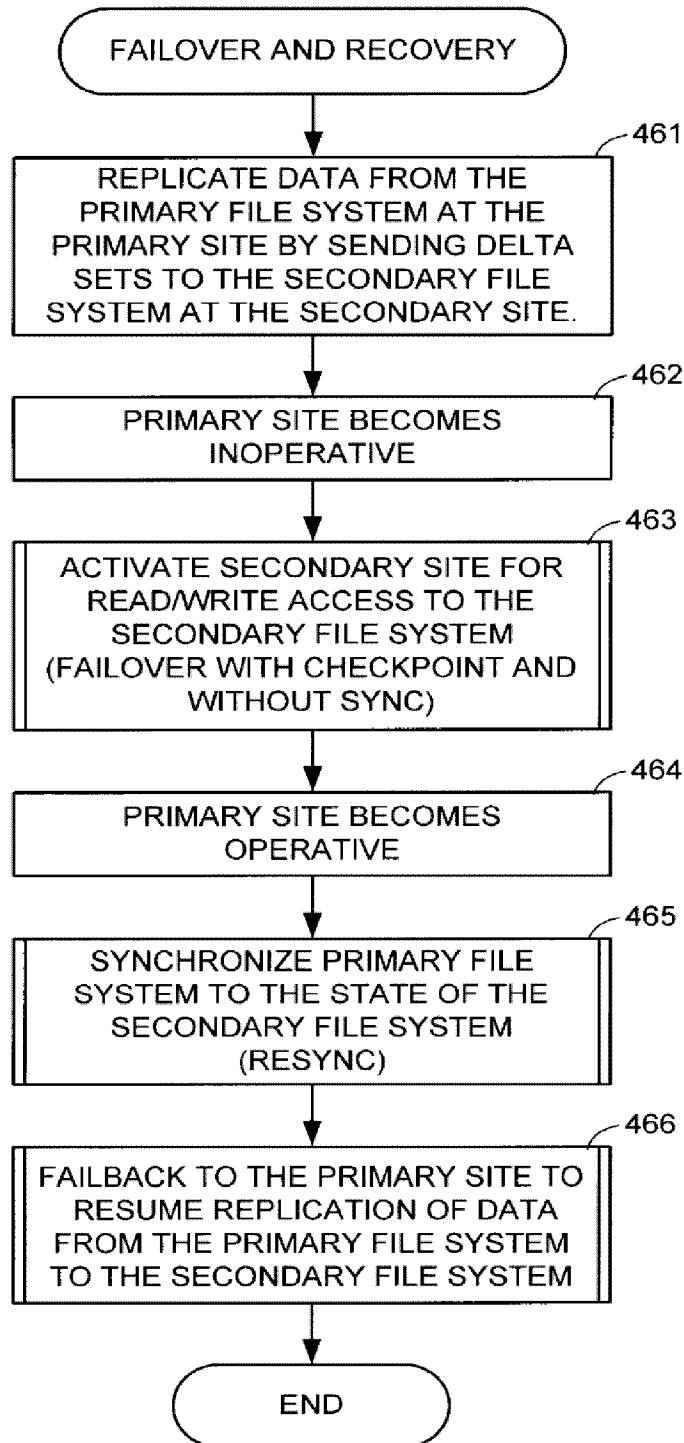 FAILOVER AND RECOVERY
461
REPLICATE DATA FROM THE
PRIMARY FILE SYSTEM AT THE
PRIMARY SITE BY SENDING DELTA
SETS TO THE SECONDARY FILE
SYSTEM AT THE SECONDARY SITE.
462
PRIMARY SITE BECOMES
INOPERATIVE
463
ACTIVATE SECONDARY SITE FOR
READ/WRITE ACCESS TO THE
SECONDARY FILE SYSTEM
(FAILOVER WITH CHECKPOINT AND
WITHOUT SYNC)
464
PRIMARY SITE BECOMES
OPERATIVE
465
SYNCHRONIZE PRIMARY FILE
SYSTEM TO THE STATE OF THE
SECONDARY FILE SYSTEM
(RESYNC)
466
FAILBACK TO THE PRIMARY SITE TO
RESUME REPLICATION OF DATA
FROM THE PRIMARY FILE SYSTEM
TO THE SECONDARY FILE SYSTEM
END